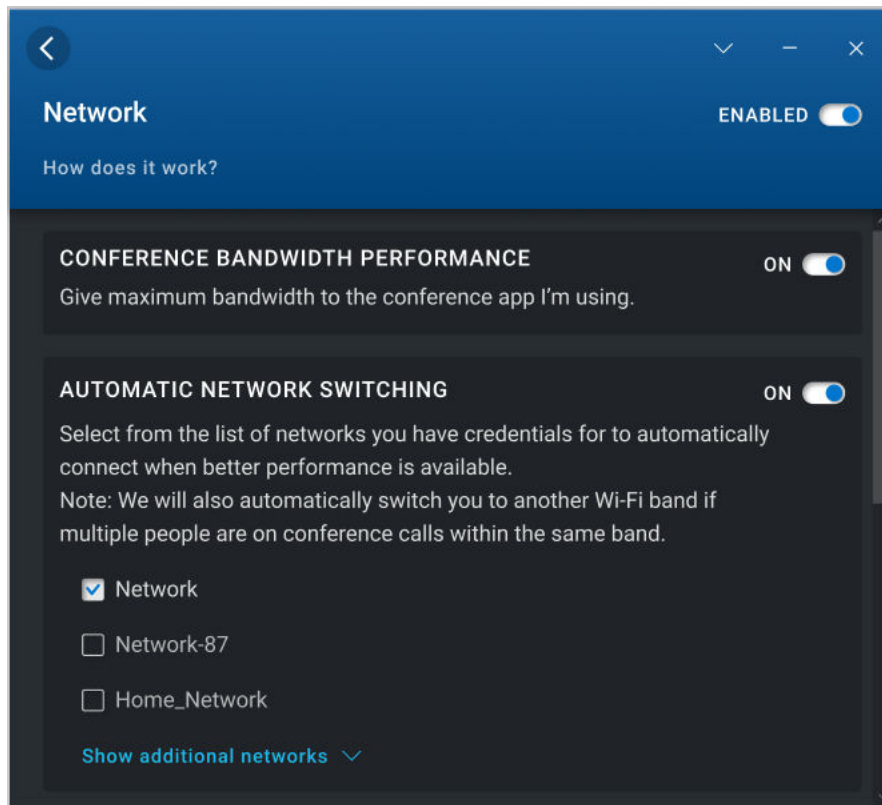 Network
ENABLED
How does it work?
CONFERENCE BANDWIDTH PERFORMANCE
ON
Give maximum bandwidth to the conference app I’m using.
AUTOMATIC NETWORK SWITCHING
ON
Select from the list of networks you have credentials for to automatically
connect when better performance is available.
Note: We will also automatically switch you to another Wi-Fi band if
multiple people are on conference calls within the same band.
Network
Network-87
Home_Network
Show additional networks